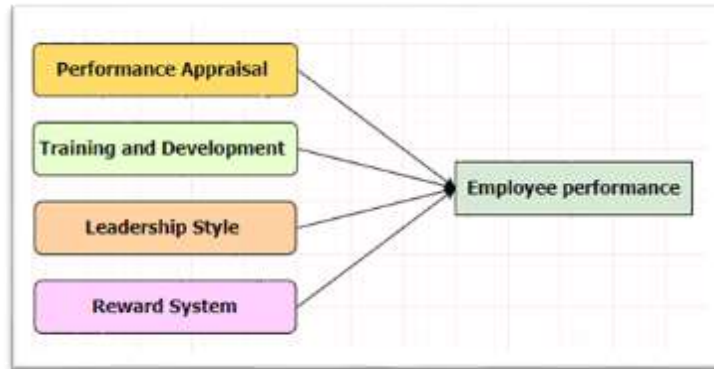 Performance Appraisal
Training and Development
Employee performance
Leadership Style
Reward System